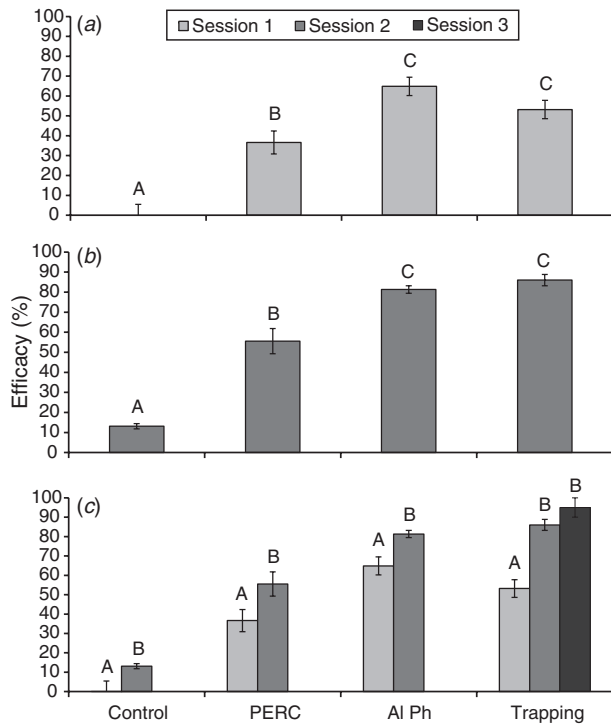 (a)
Session 1 Session 2 Session 3
100
90
80
70
60
50
40
30
20
10
0
A
B
C
C
(b)
Efficacy (%)
100
90
80
70
60
50
40
30
20
10
0
A
B
C
C
(c)
100
90
80
70
60
50
40
30
20
10
0
A B
A B
A B
A B B
Control PERC Al Ph Trapping